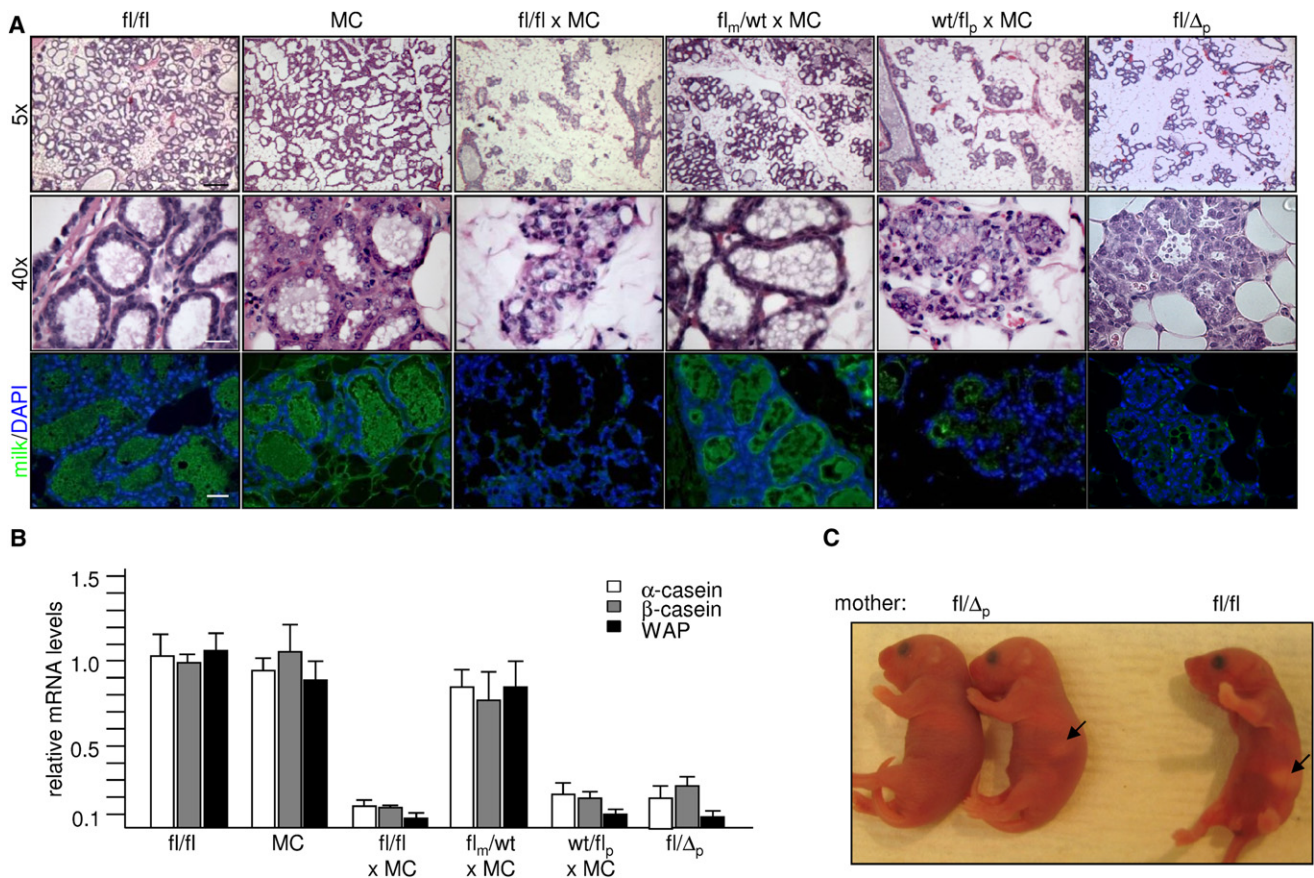 A
fl/fl MC fl/fl x MC flm/wt x MC wt/flp x MC fl/Δp
5x
40x
milk/DAPI
B
relative mRNA levels
1.5
1.0
0.5
0.1
α-casein
β-casein
WAP
fl/fl MC fl/fl x MC flm/wt x MC wt/flp x MC fl/Δp
C
mother: fl/Δp fl/fl